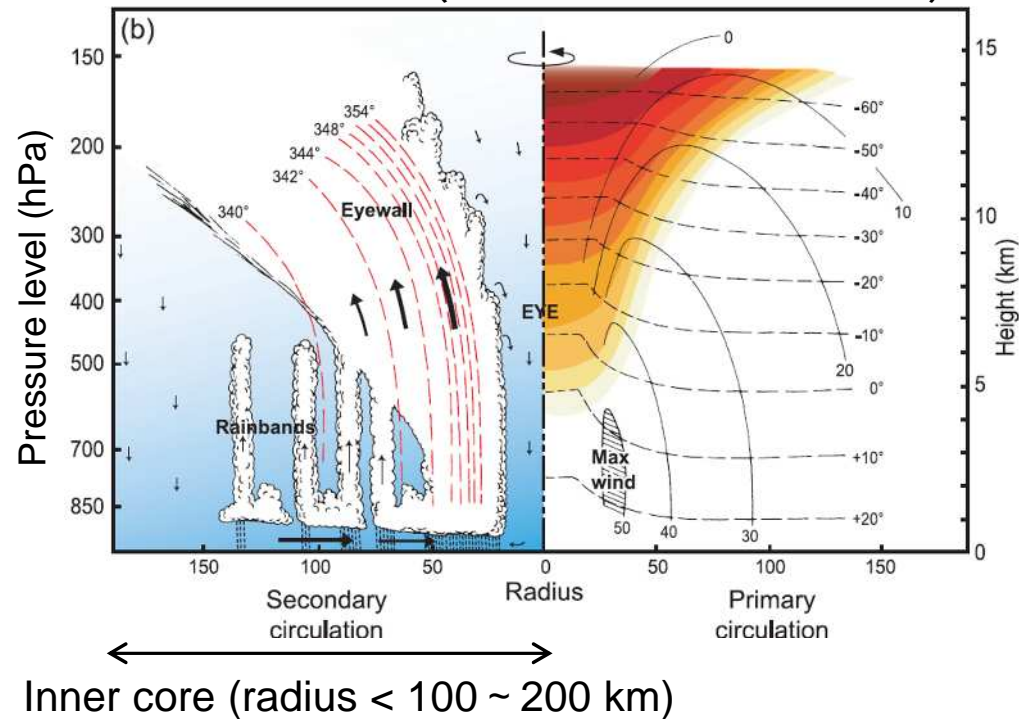 (b)
Pressure level (hPa)
150
200
300
400
500
700
850
340°
342°
344°
348°
354°
Eyewall
Rainbands
EYE
Max
wind
0
10
20
30
40
50
-60°
-50°
-40°
-30°
-20°
-10°
0°
+10°
+20°
15
10
5
0
Height (km)
150 100 50 0 50 100 150
Radius
Secondary
circulation
Primary
circulation
Inner core (radius < 100 ~ 200 km)